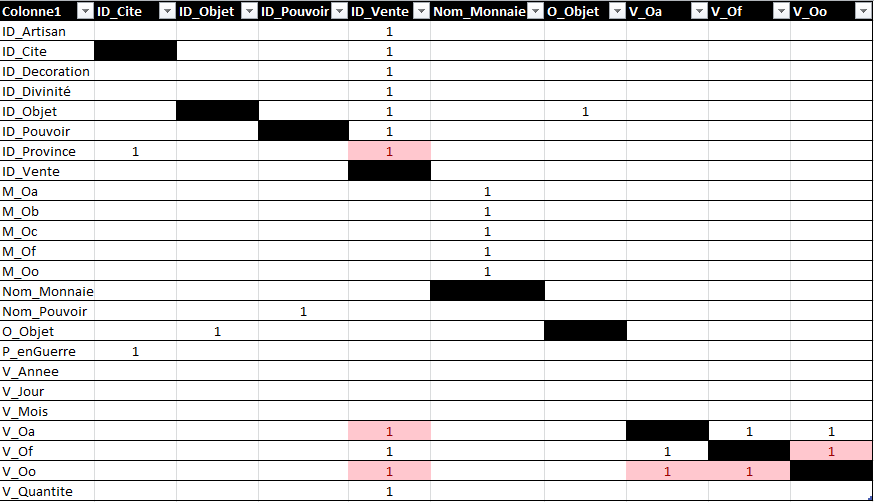 Colonne1 ID_Cite ID_Objet ID_Pouvoir ID_Vente Nom_Monnaie O_Objet V_Oa V_Of V_Oo
ID_Artisan 1
ID_Cite 1
ID_Decoration 1
ID_Divinité 1
ID_Objet 1 1
ID_Pouvoir 1
ID_Province 1 1
ID_Vente
M_Oa 1
M_Ob 1
M_Oc 1
M_Of 1
M_Oo 1
Nom_Monnaie
Nom_Pouvoir 1
O_Objet 1
P_enGuerre 1
V_Annee
V_Jour
V_Mois
V_Oa 1 1 1
V_Of 1 1 1
V_Oo 1 1 1
V_Quantite 1